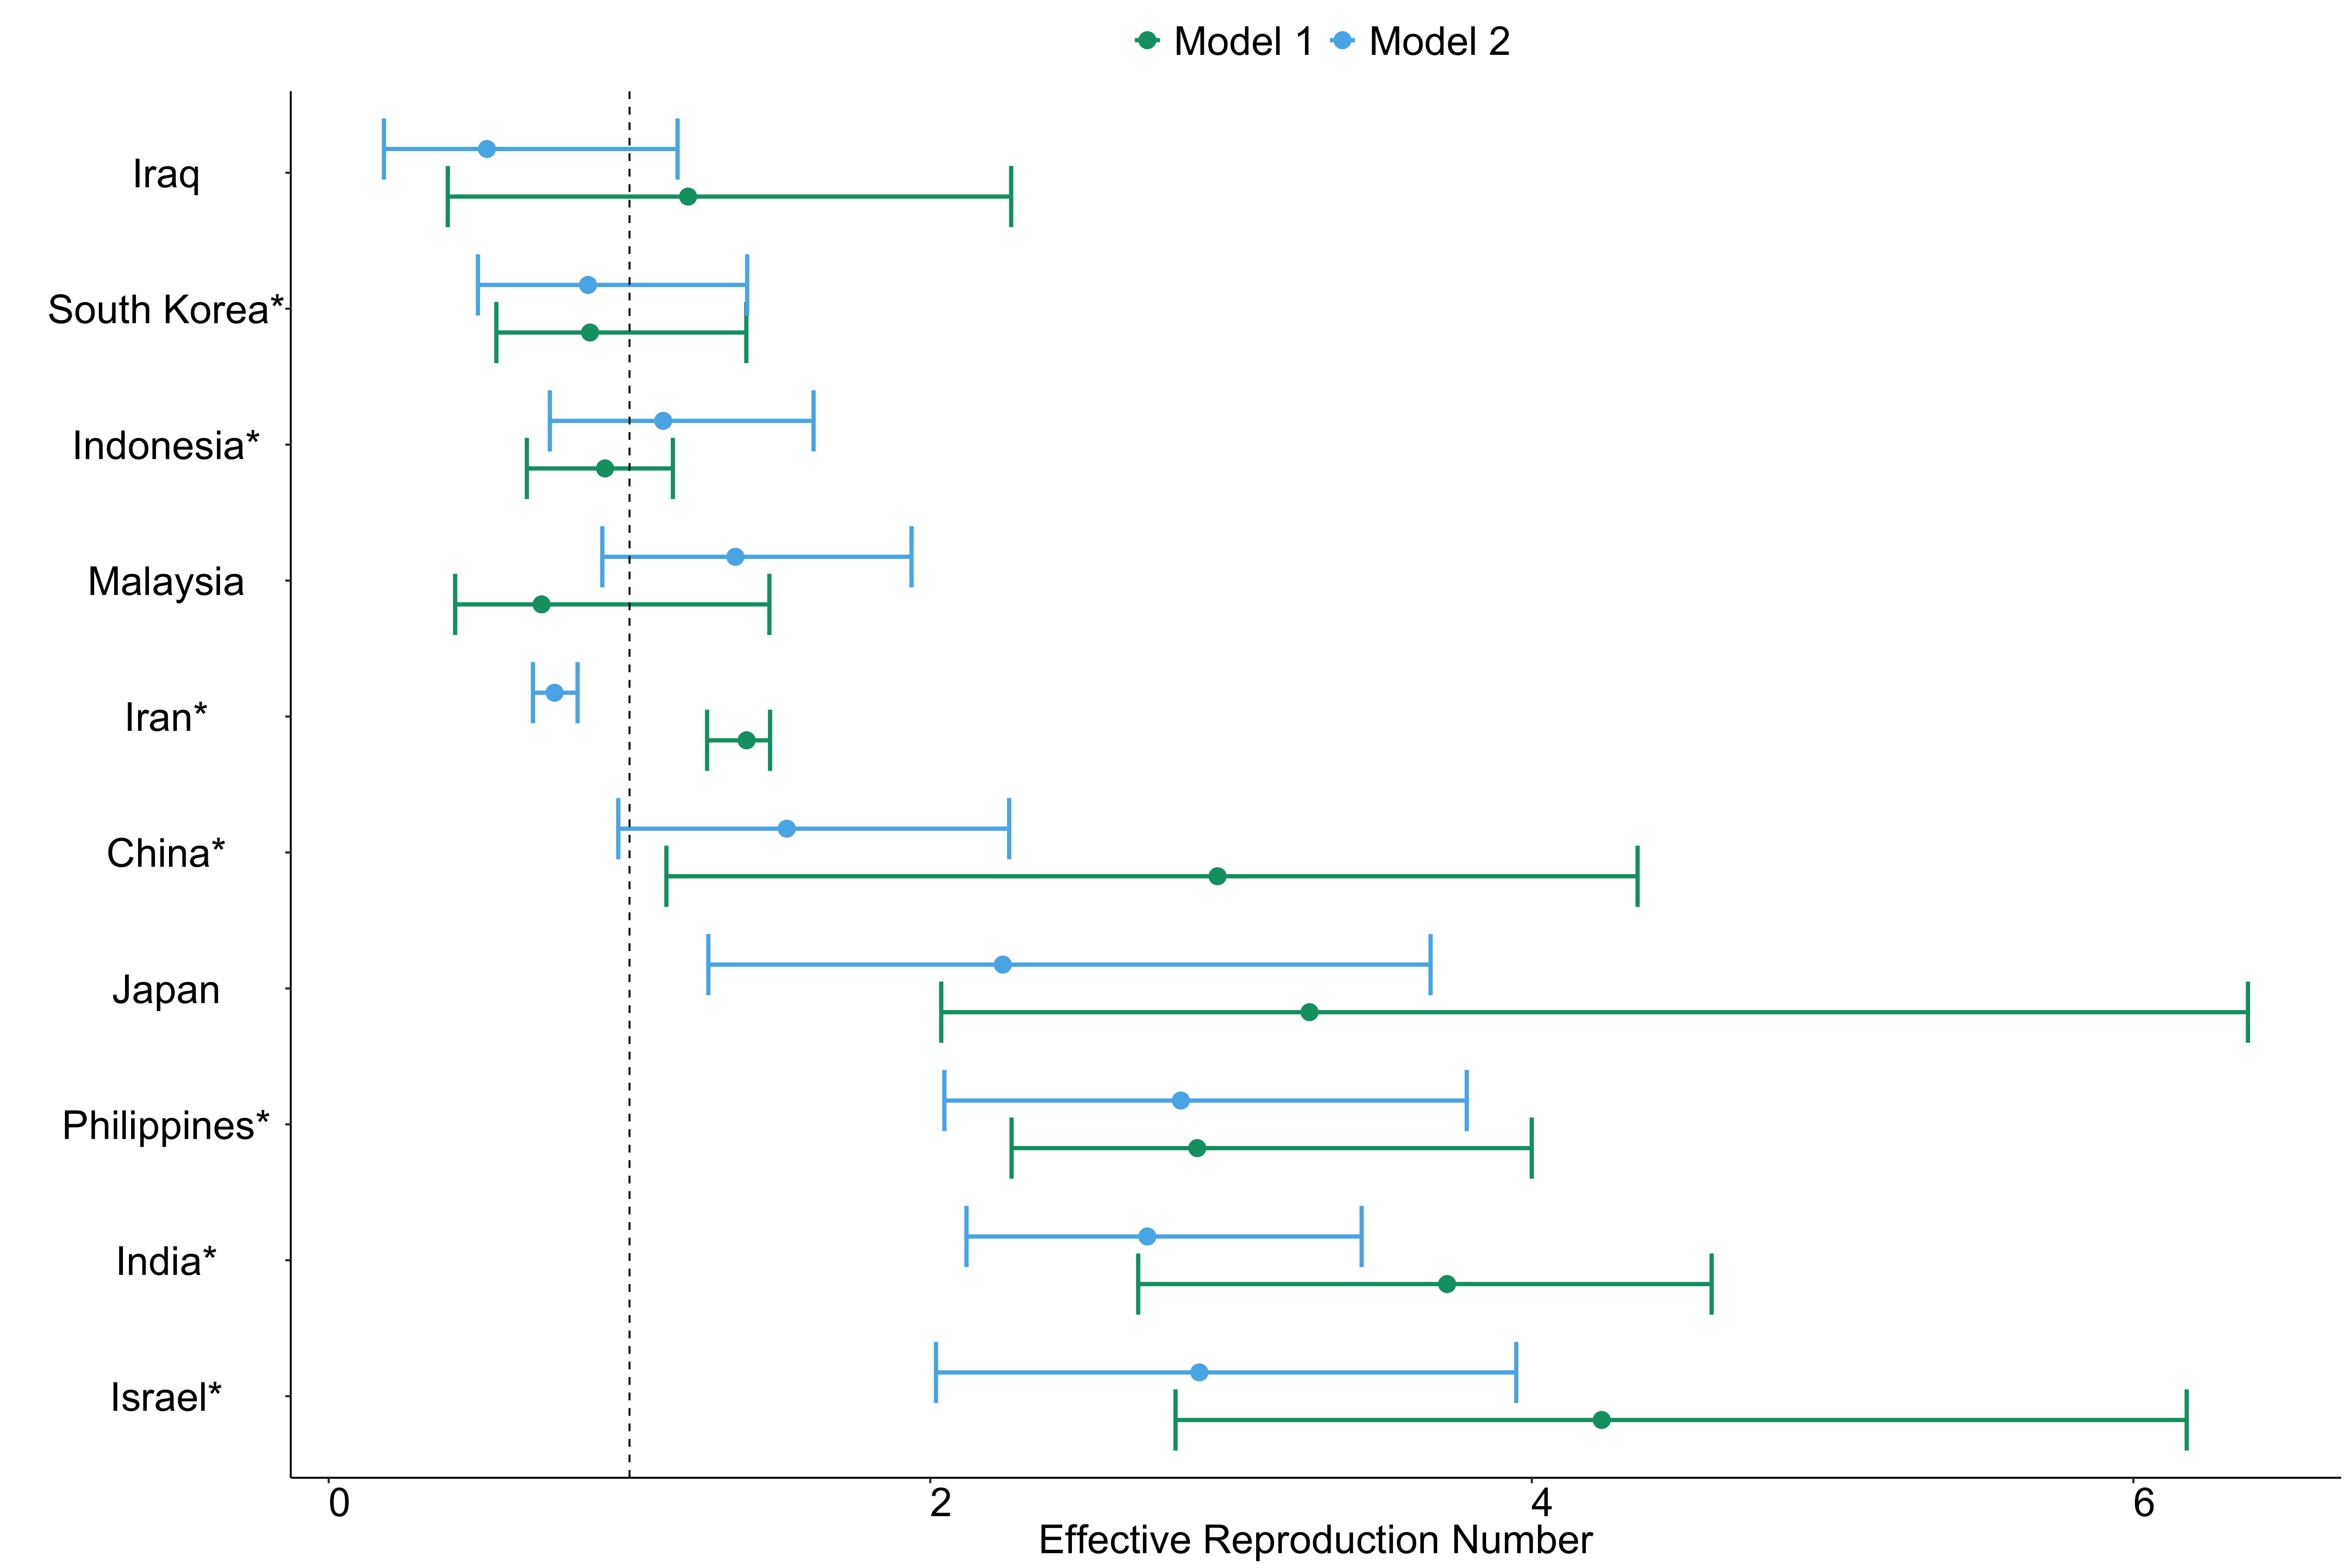 Model 1 Model 2
Iraq
South Korea*
Indonesia*
Malaysia
Iran*
China*
Japan
Philippines*
India*
Israel*
0 2 4 6
Effective Reproduction Number